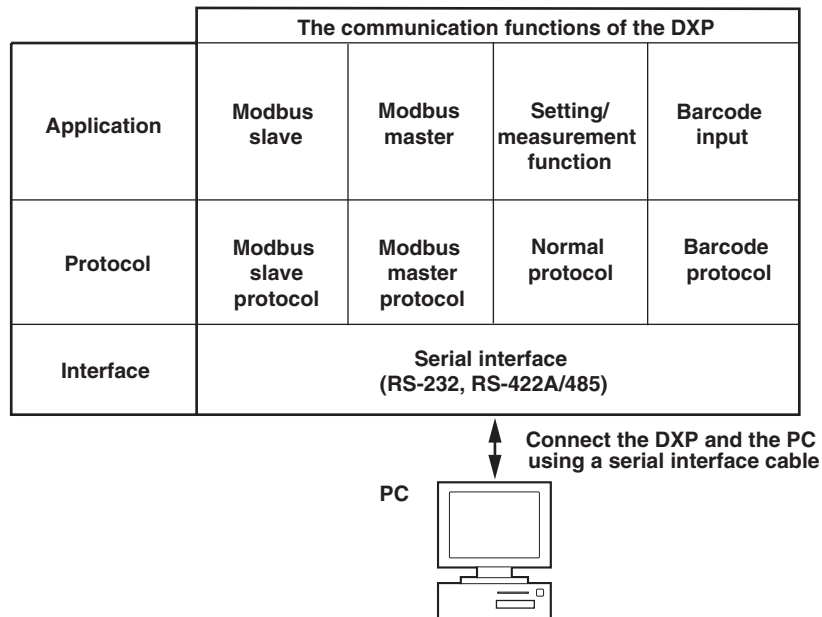 The communication functions of the DXP
Application
Modbus
slave
Modbus
master
Setting/
measurement
function
Barcode
input
Protocol
Modbus
slave
protocol
Modbus
master
protocol
Normal
protocol
Barcode
protocol
Interface
Serial interface
(RS-232, RS-422A/485)
Connect the DXP and the PC
using a serial interface cable
PC